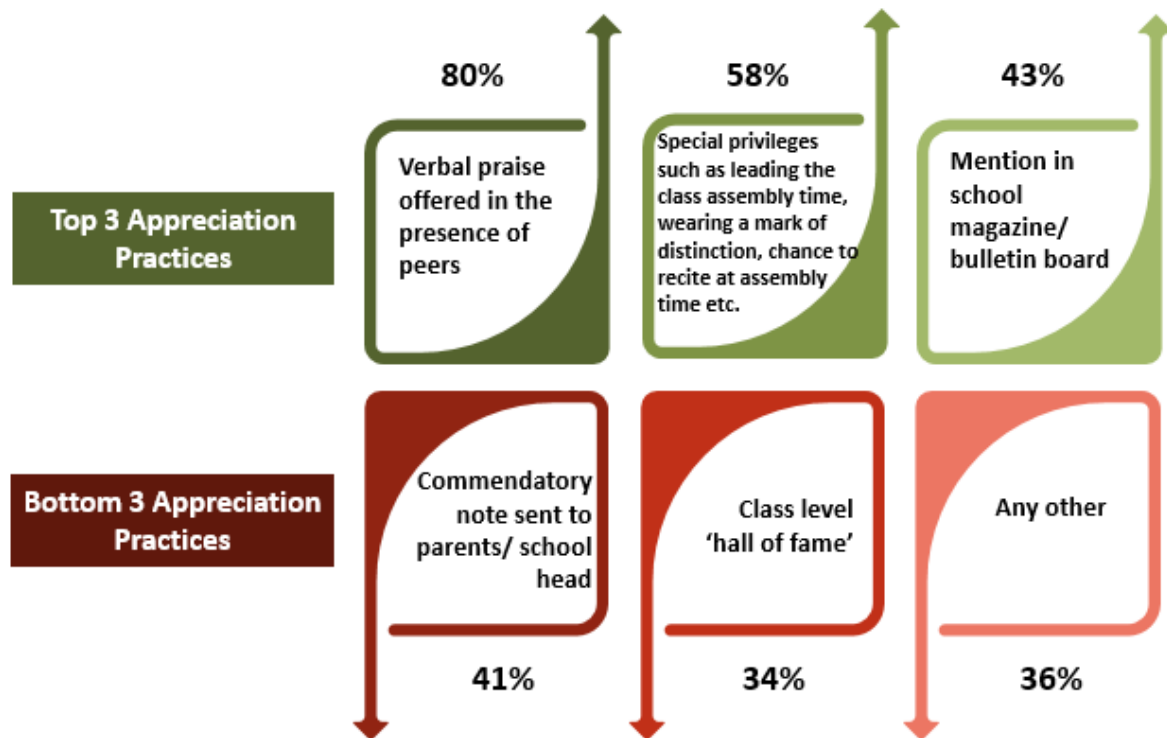 80%
58%
43%
Top 3 Appreciation
Practices
Verbal praise
offered in the
presence of
peers
Special privileges
such as leading the
class assembly time,
wearing a mark of
distinction, chance to
recite at assembly
time etc.
Mention in
school
magazine/
bulletin board
Bottom 3 Appreciation
Practices
Commendatory
note sent to
parents/ school
head
Class level
‘hall of fame’
Any other
41%
34%
36%